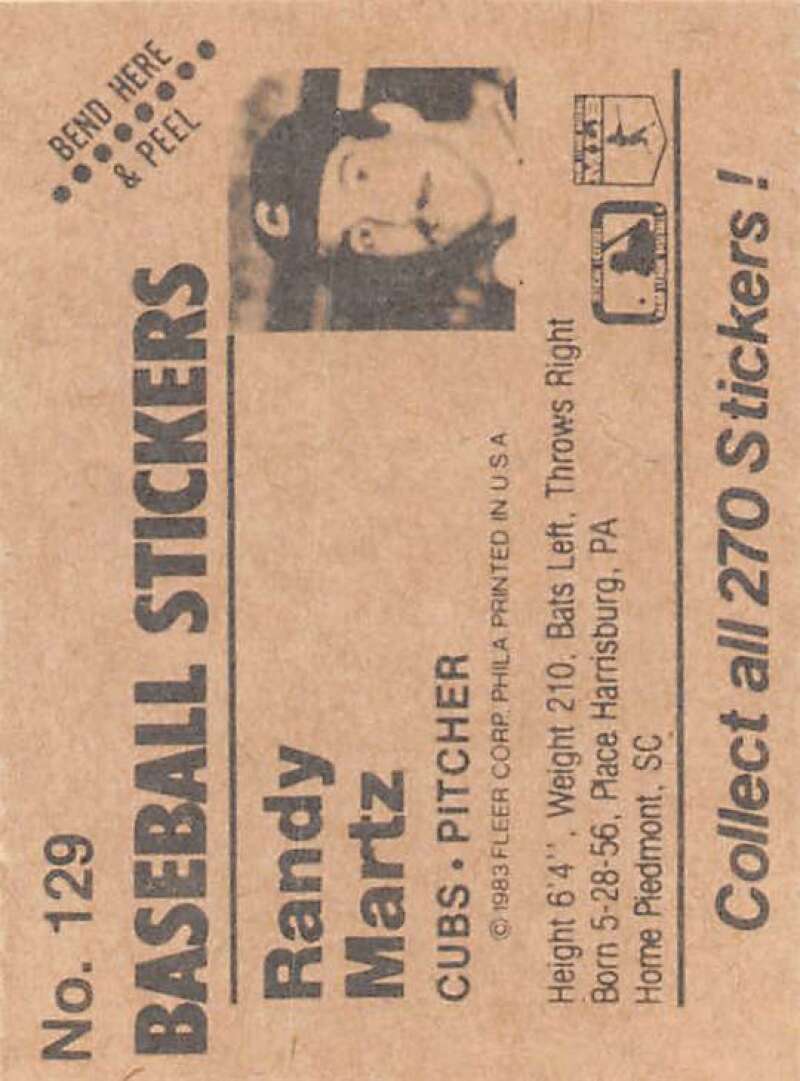 No. 129
BEND HERE
& PEEL
BASEBALL STICKERS
Randy
Martz
CUBS • PITCHER
© 1983 FLEER CORP. PHILA PRINTED IN U S A
Height 6'4'', Weight 210, Bats Left, Throws Right
Born 5-28-56, Place Harrisburg, PA
Home Piedmont, SC
Collect all 270 Stickers!
C